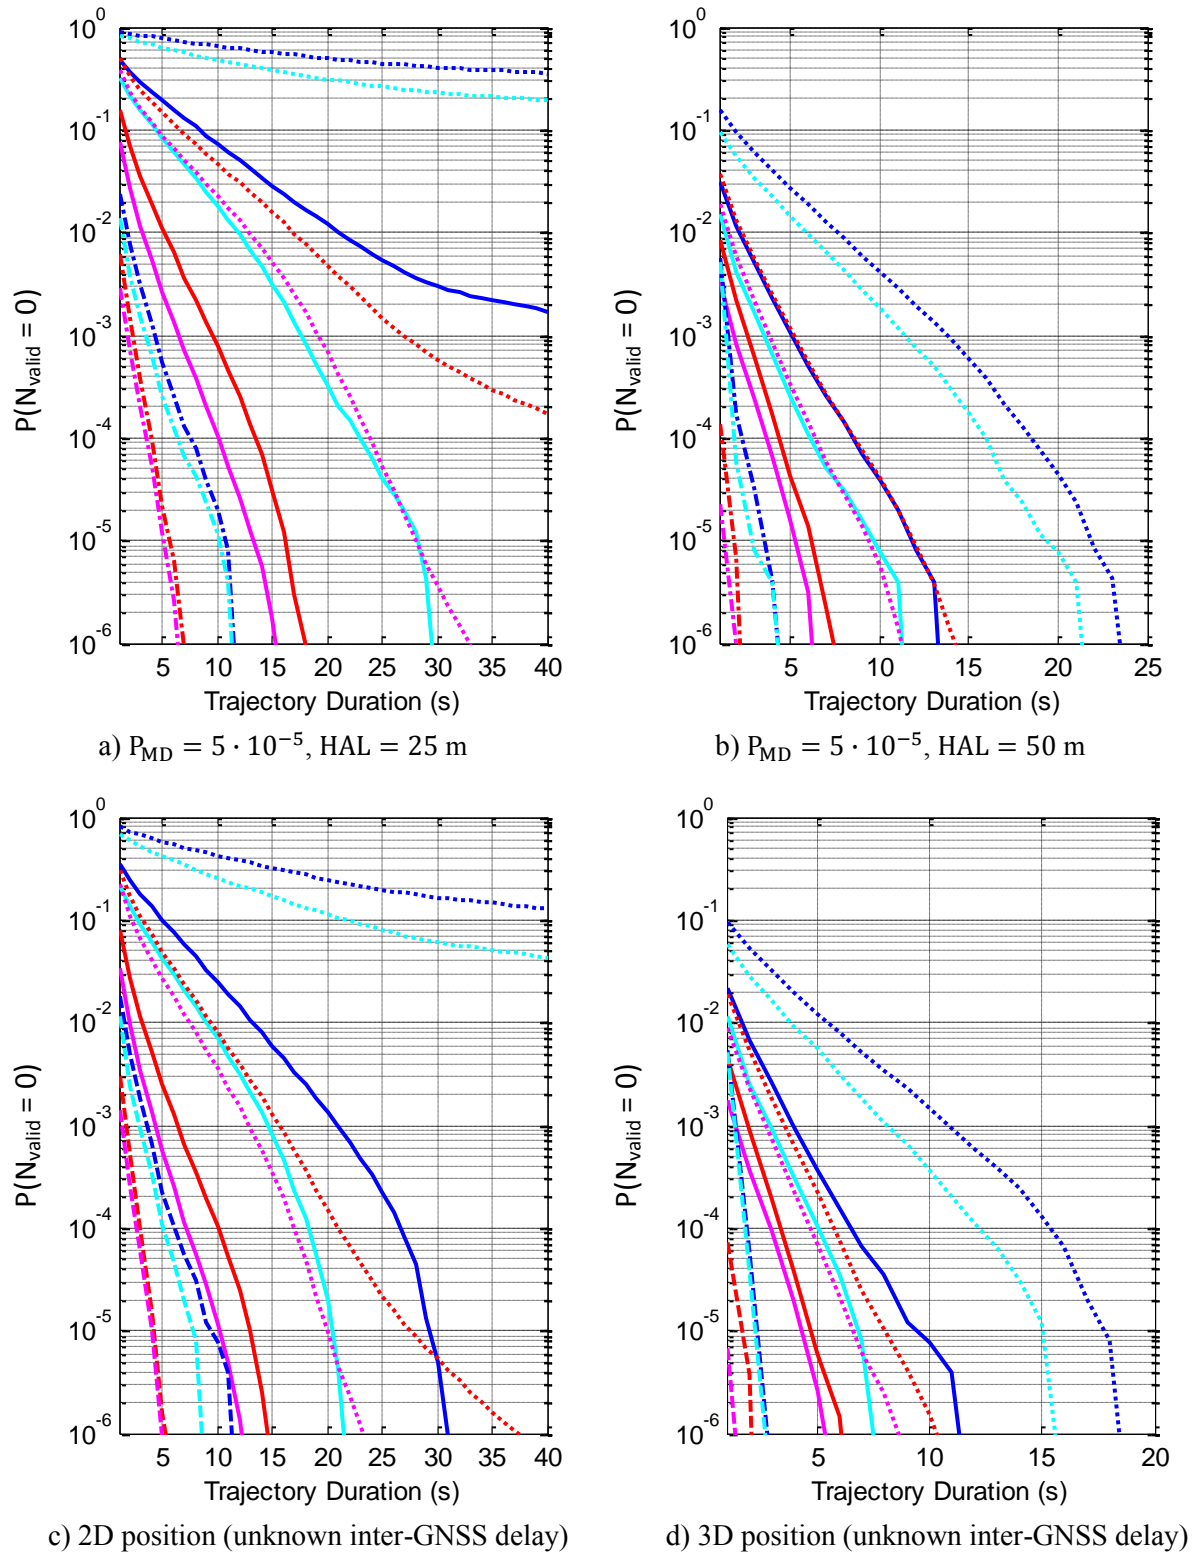 10^0
10^-1
10^-2
10^-3
10^-4
10^-5
10^-6
P(N_valid = 0)
5 10 15 20 25 30 35 40
Trajectory Duration (s)
a) P_MD = 5 · 10^−5, HAL = 25 m
10^0
10^-1
10^-2
10^-3
10^-4
10^-5
10^-6
P(N_valid = 0)
5 10 15 20 25
Trajectory Duration (s)
b) P_MD = 5 · 10^−5, HAL = 50 m
10^0
10^-1
10^-2
10^-3
10^-4
10^-5
10^-6
P(N_valid = 0)
5 10 15 20 25 30 35 40
Trajectory Duration (s)
c) 2D position (unknown inter-GNSS delay)
10^0
10^-1
10^-2
10^-3
10^-4
10^-5
10^-6
P(N_valid = 0)
5 10 15 20
Trajectory Duration (s)
d) 3D position (unknown inter-GNSS delay)